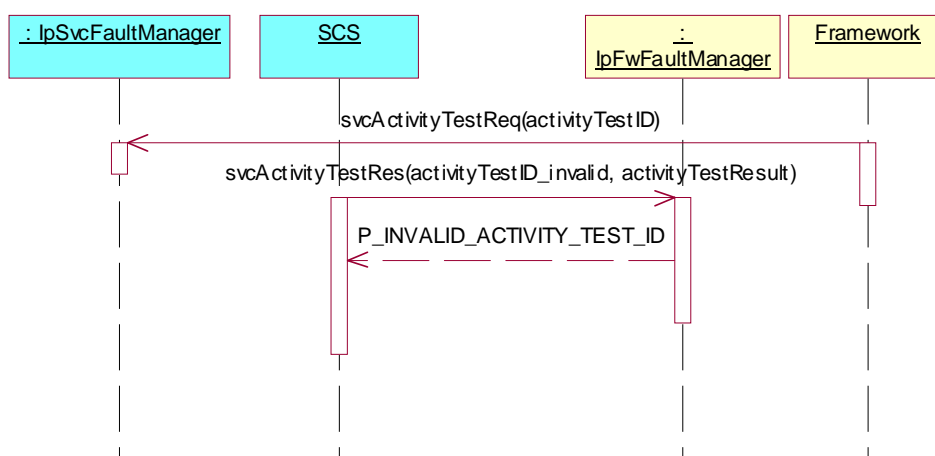 : IpSvcFaultManager
SCS
:
IpFwFaultManager
Framework
svcActivityTestReq(activityTestID)
svcActivityTestRes(activityTestID_invalid, activityTestResult)
P_INVALID_ACTIVITY_TEST_ID